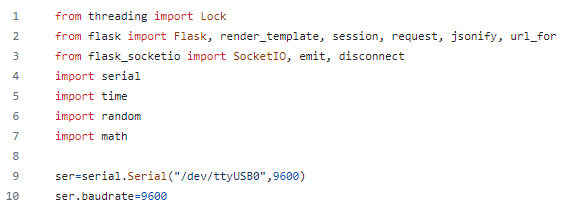 1 from threading import Lock
2 from flask import Flask, render_template, session, request, jsonify, url_for
3 from flask_socketio import SocketIO, emit, disconnect
4 import serial
5 import time
6 import random
7 import math
8
9 ser=serial.Serial("/dev/ttyUSB0",9600)
10 ser.baudrate=9600